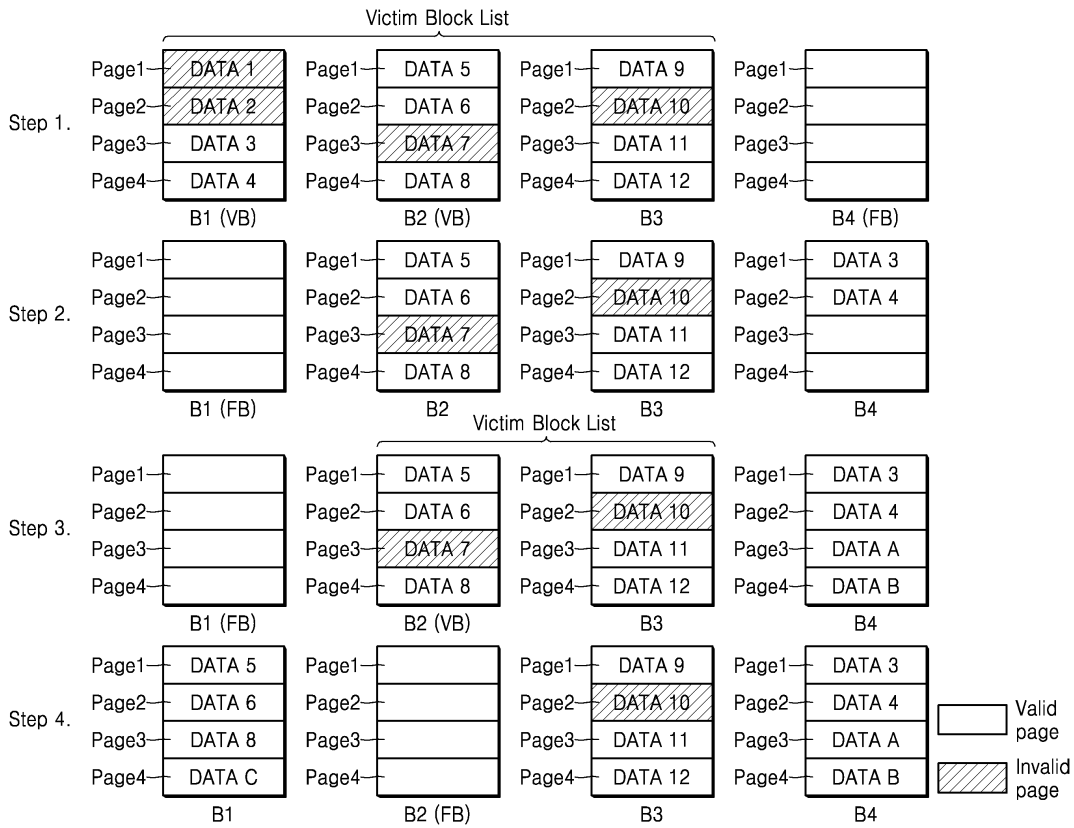 Victim Block List
Step 1.
Page1 DATA 1 Page1 DATA 5 Page1 DATA 9 Page1
Page2 DATA 2 Page2 DATA 6 Page2 DATA 10 Page2
Page3 DATA 3 Page3 DATA 7 Page3 DATA 11 Page3
Page4 DATA 4 Page4 DATA 8 Page4 DATA 12 Page4
B1 (VB) B2 (VB) B3 B4 (FB)
Step 2.
Page1 Page1 DATA 5 Page1 DATA 9 Page1 DATA 3
Page2 Page2 DATA 6 Page2 DATA 10 Page2 DATA 4
Page3 Page3 DATA 7 Page3 DATA 11 Page3
Page4 Page4 DATA 8 Page4 DATA 12 Page4
B1 (FB) B2 B3 B4
Victim Block List
Step 3.
Page1 Page1 DATA 5 Page1 DATA 9 Page1 DATA 3
Page2 Page2 DATA 6 Page2 DATA 10 Page2 DATA 4
Page3 Page3 DATA 7 Page3 DATA 11 Page3 DATA A
Page4 Page4 DATA 8 Page4 DATA 12 Page4 DATA B
B1 (FB) B2 (VB) B3 B4
Step 4.
Page1 DATA 5 Page1 Page1 DATA 9 Page1 DATA 3
Page2 DATA 6 Page2 Page2 DATA 10 Page2 DATA 4
Page3 DATA 8 Page3 Page3 DATA 11 Page3 DATA A
Page4 DATA C Page4 Page4 DATA 12 Page4 DATA B
B1 B2 (FB) B3 B4
Valid
page
Invalid
page